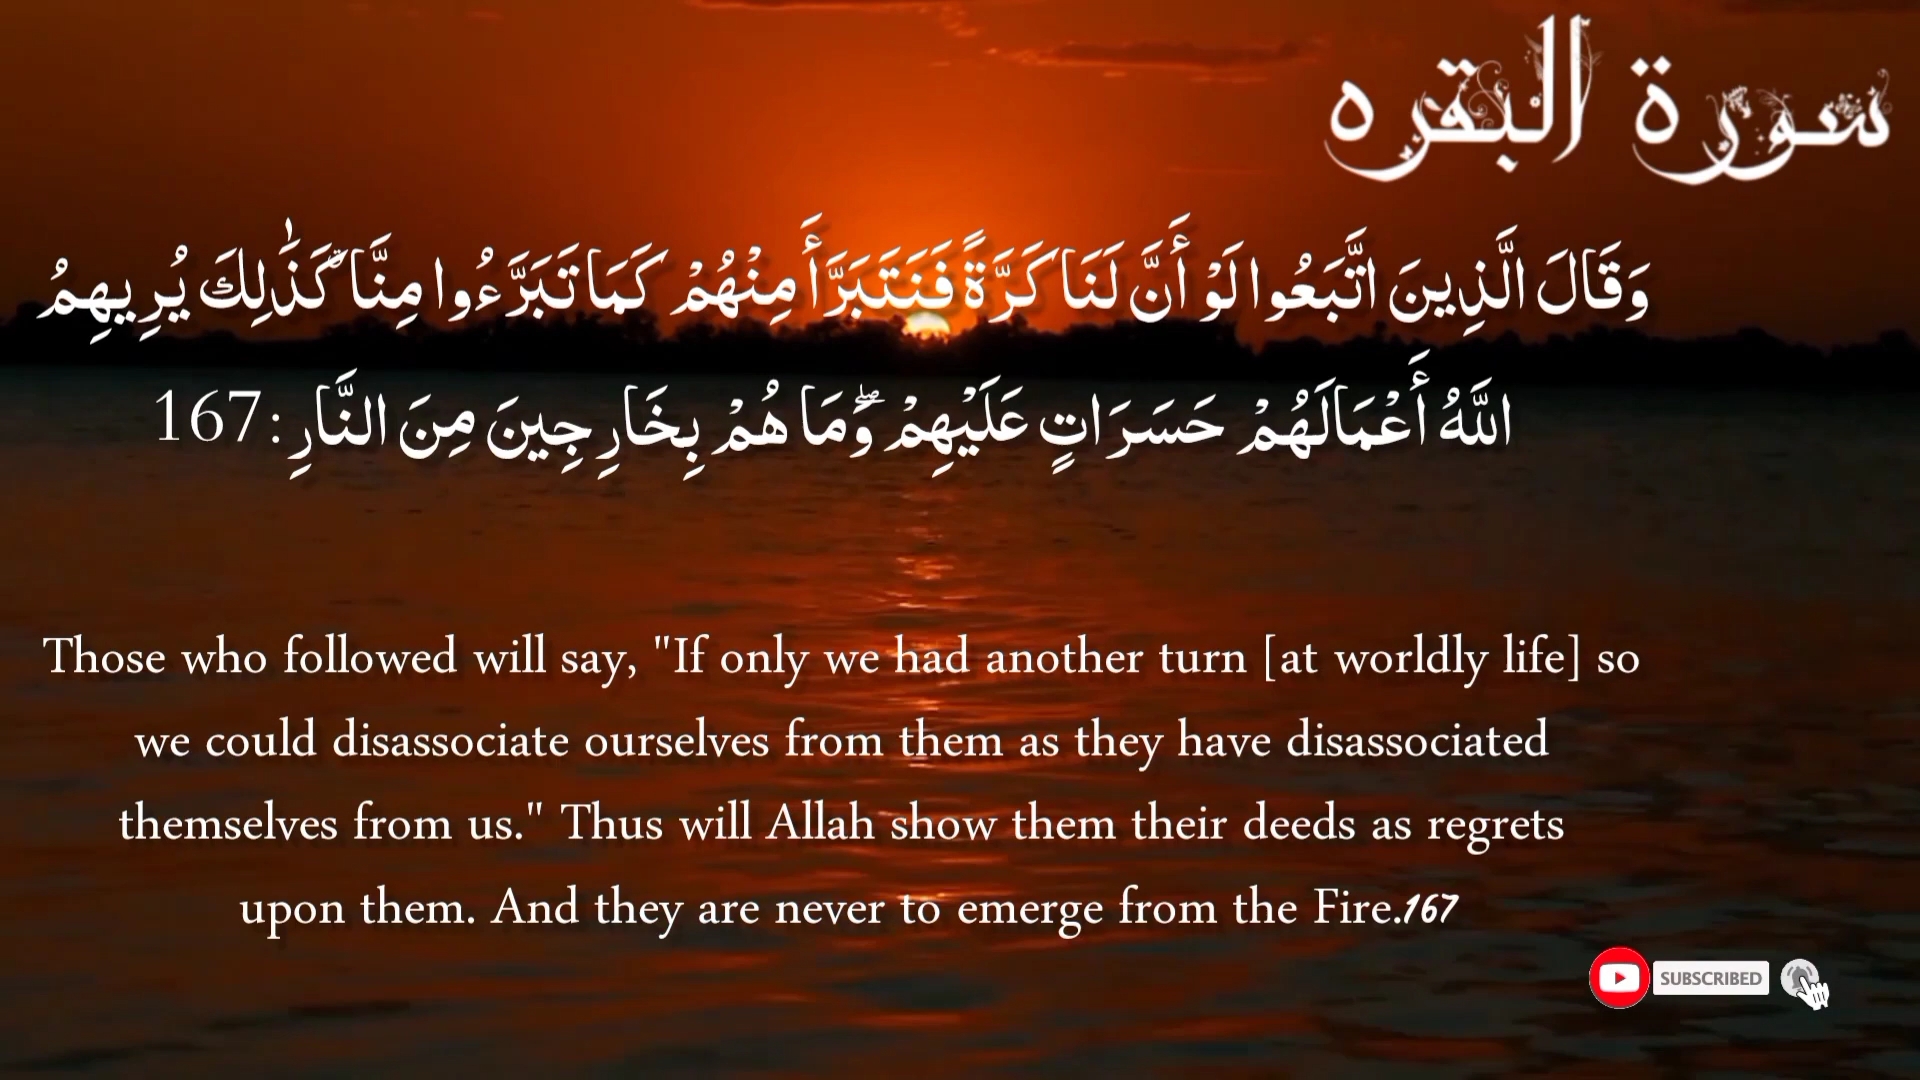 سورة البقره
وَقَالَ الَّذِينَ اتَّبَعُوا لَوْ أَنَّ لَنَا كَرَّةً فَنَتَبَرَّأَ مِنْهُمْ كَمَا تَبَرَّءُوا مِنَّا ۗ كَذَٰلِكَ يُرِيهِمُ
اللَّهُ أَعْمَالَهُمْ حَسَرَاتٍ عَلَيْهِمْ ۖ وَمَا هُمْ بِخَارِجِينَ مِنَ النَّارِ :167
Those who followed will say, "If only we had another turn [at worldly life] so
we could disassociate ourselves from them as they have disassociated
themselves from us." Thus will Allah show them their deeds as regrets
upon them. And they are never to emerge from the Fire.167
SUBSCRIBED